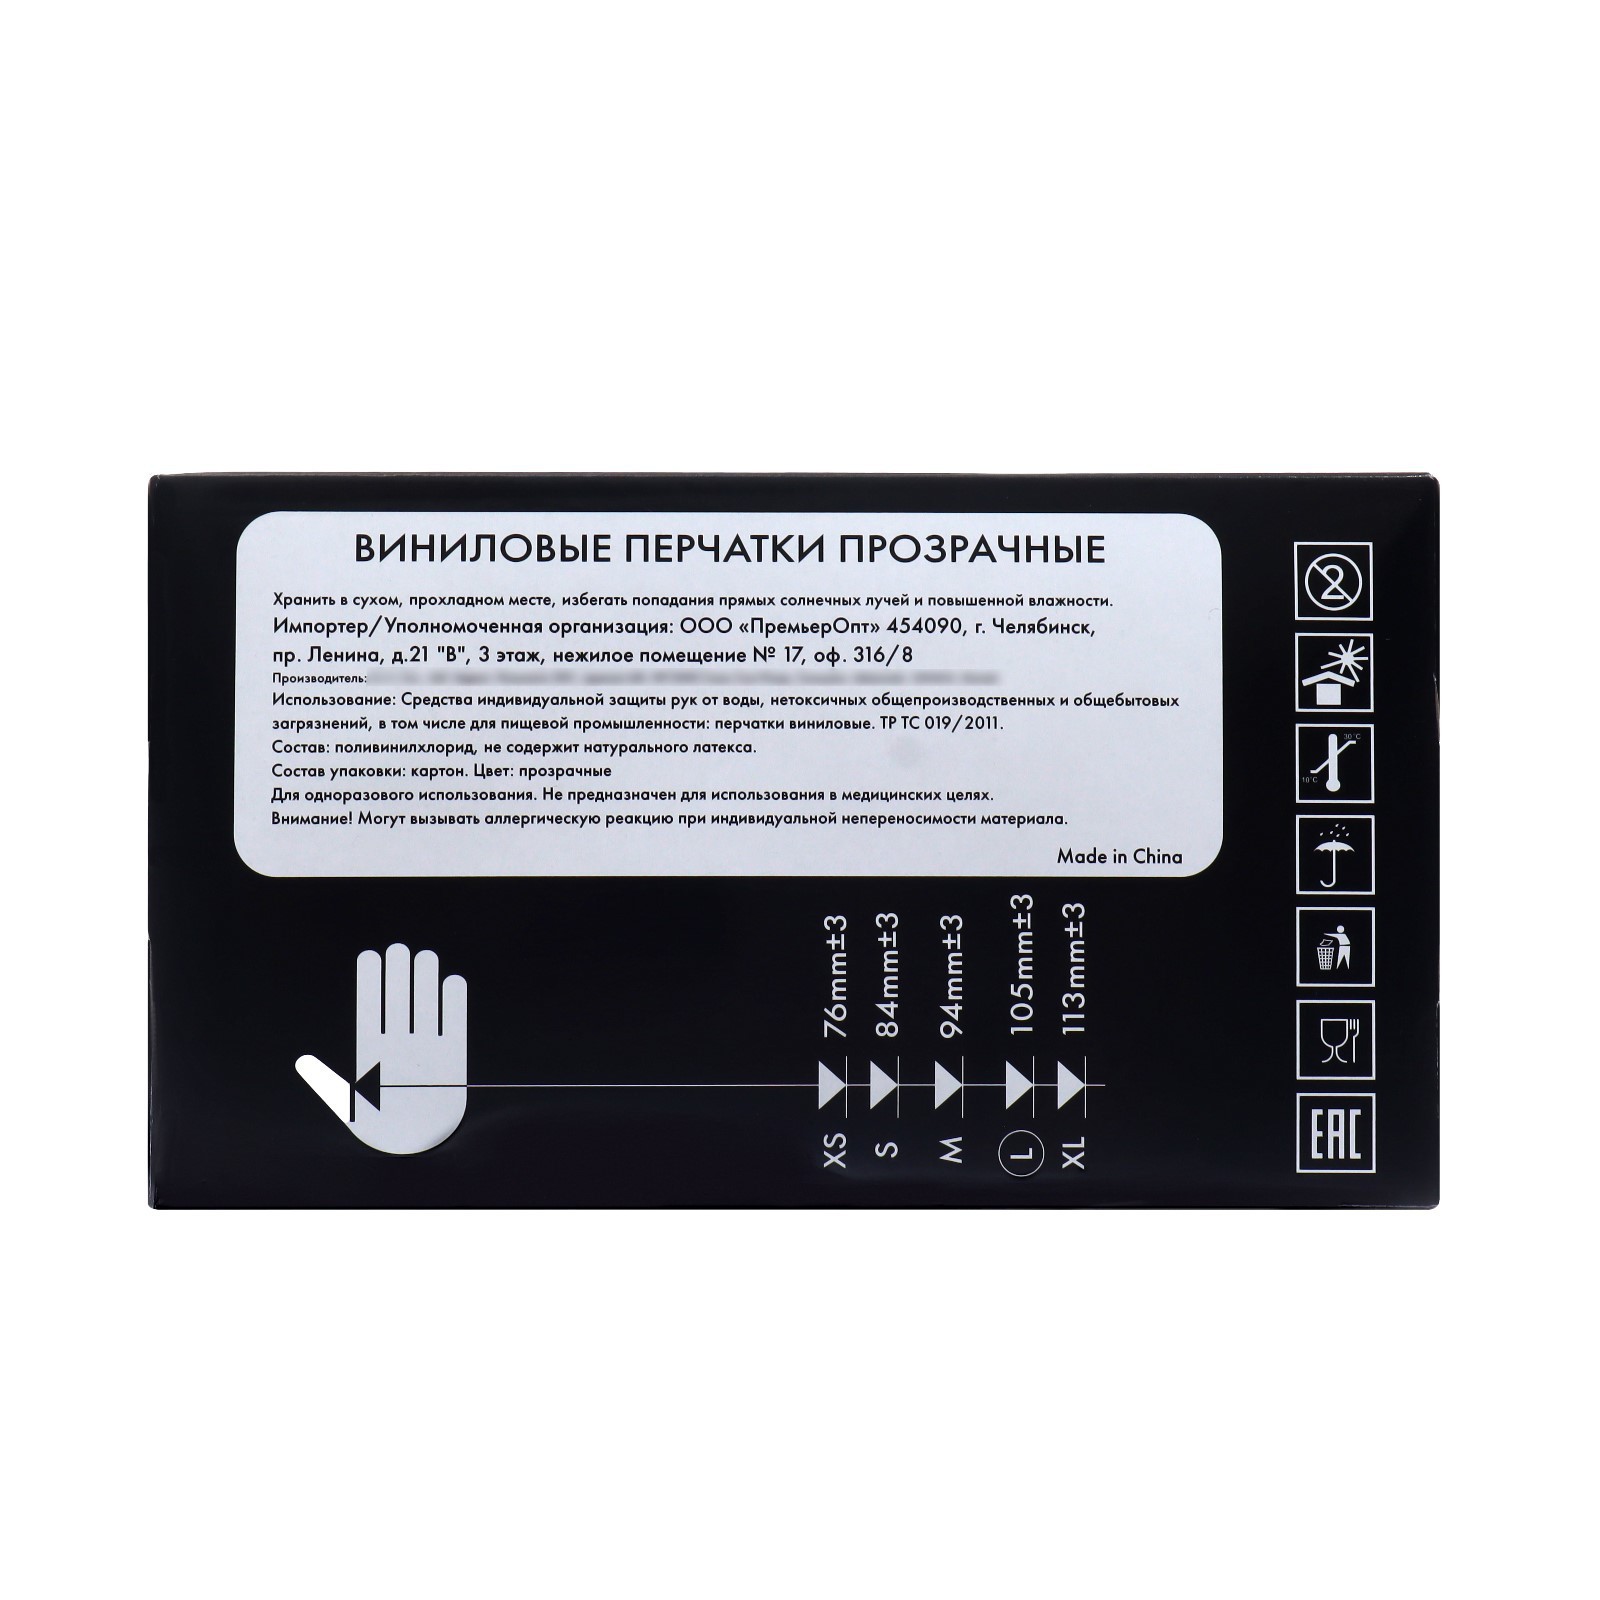 ВИНИЛОВЫЕ ПЕРЧАТКИ ПРОЗРАЧНЫЕ
Хранить в сухом, прохладном месте, избегать попадания прямых солнечных лучей и повышенной влажности.
Импортер/Уполномоченная организация: ООО «ПремьерОпт» 454090, г. Челябинск,
пр. Ленина, д.21 "В", 3 этаж, нежилое помещение № 17, оф. 316/8
Производитель:
Использование: Средства индивидуальной защиты рук от воды, нетоксичных общепроизводственных и общебытовых
загрязнений, в том числе для пищевой промышленности: перчатки виниловые. ТР ТС 019/2011.
Состав: поливинилхлорид, не содержит натурального латекса.
Состав упаковки: картон. Цвет: прозрачные
Для одноразового использования. Не предназначен для использования в медицинских целях.
Внимание! Могут вызывать аллергическую реакцию при индивидуальной непереносимости материала.
Made in China
2
30°C
10°C
EAC
76mm±3
84mm±3
94mm±3
105mm±3
113mm±3
XS
S
M
L
XL